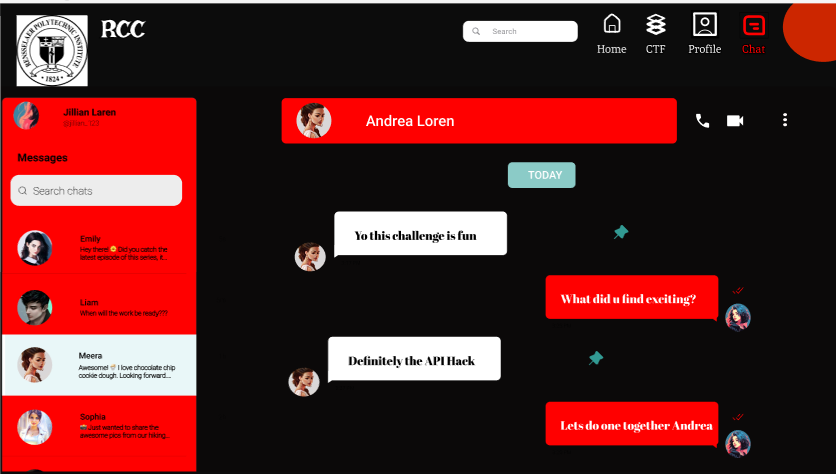 RENSSELAER POLYTECHNIC INSTITUTE
1824
RCC
Search
Home
CTF
Profile
Chat
Jillian Laren
@jillian_123
Messages
Search chats
Emily
Hey there! 😊 Did you catch the
latest episode of this series, it...
Liam
When will the work be ready???
Meera
Awesome! I love chocolate chip
cookie dough. Looking forward...
Sophia
Just wanted to share the
awesome pics from our hiking...
Andrea Loren
TODAY
Yo this challenge is fun
What did u find exciting?
Definitely the API Hack
Lets do one together Andrea